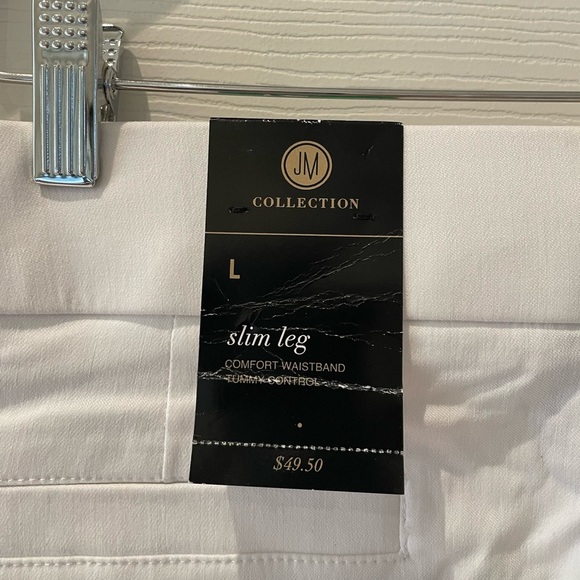 JM
COLLECTION
L
slim leg
COMFORT WAISTBAND
TUMMY CONTROL
$49.50